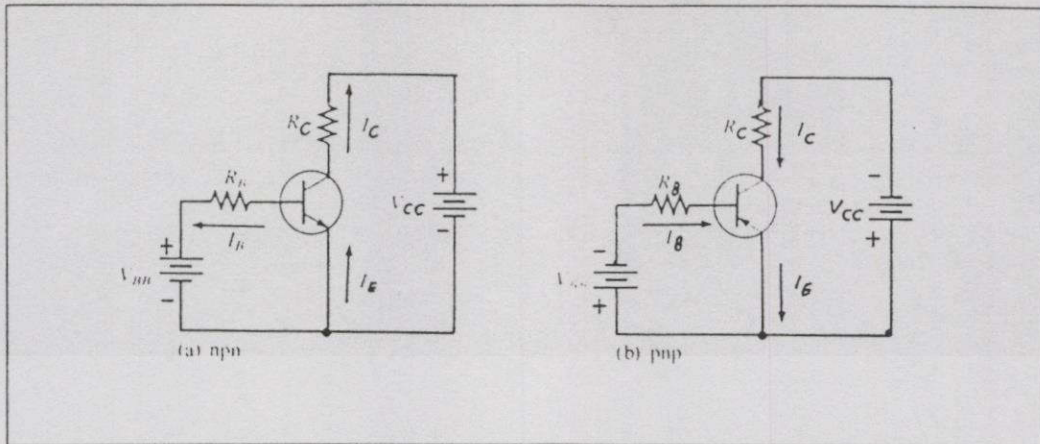 R_C
I_C
R_B
I_B
+
V_CC
-
+
V_BB
-
I_E
(a) npn
R_C
I_C
R_B
I_B
-
V_CC
+
-
+
I_E
(b) pnp